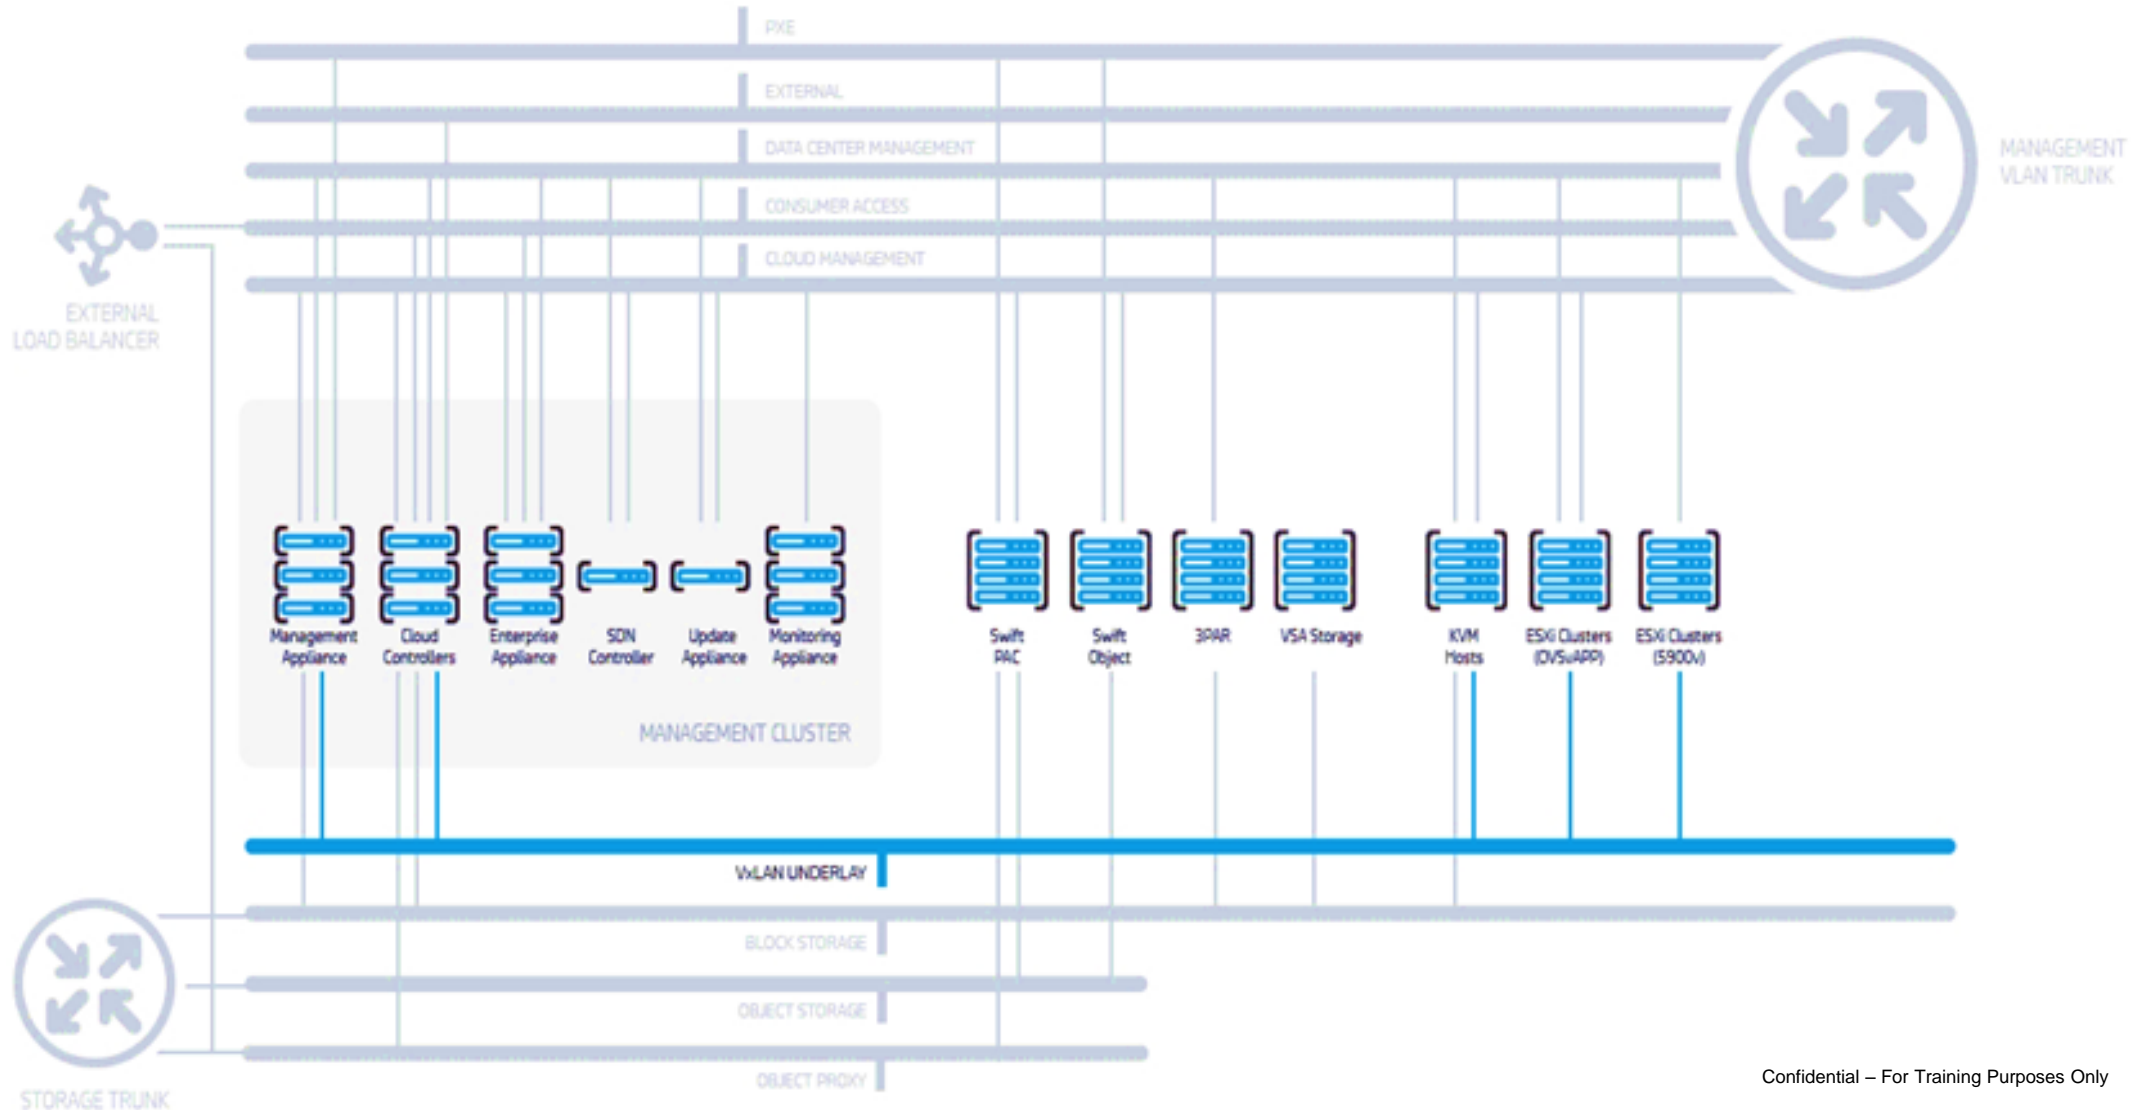 PXE
EXTERNAL
DATA CENTER MANAGEMENT
CONSUMER ACCESS
CLOUD MANAGEMENT
MANAGEMENT
VLAN TRUNK
EXTERNAL
LOAD BALANCER
Management
Appliance
Cloud
Controllers
Enterprise
Appliance
SDN
Controller
Update
Appliance
Monitoring
Appliance
Swift
PAC
Swift
Object
3PAR
VSA Storage
KVM
Hosts
ESXi Clusters
(OVSvAPP)
ESXi Clusters
(5900v)
MANAGEMENT CLUSTER
VxLAN UNDERLAY
BLOCK STORAGE
OBJECT STORAGE
OBJECT PROXY
STORAGE TRUNK
Confidential – For Training Purposes Only